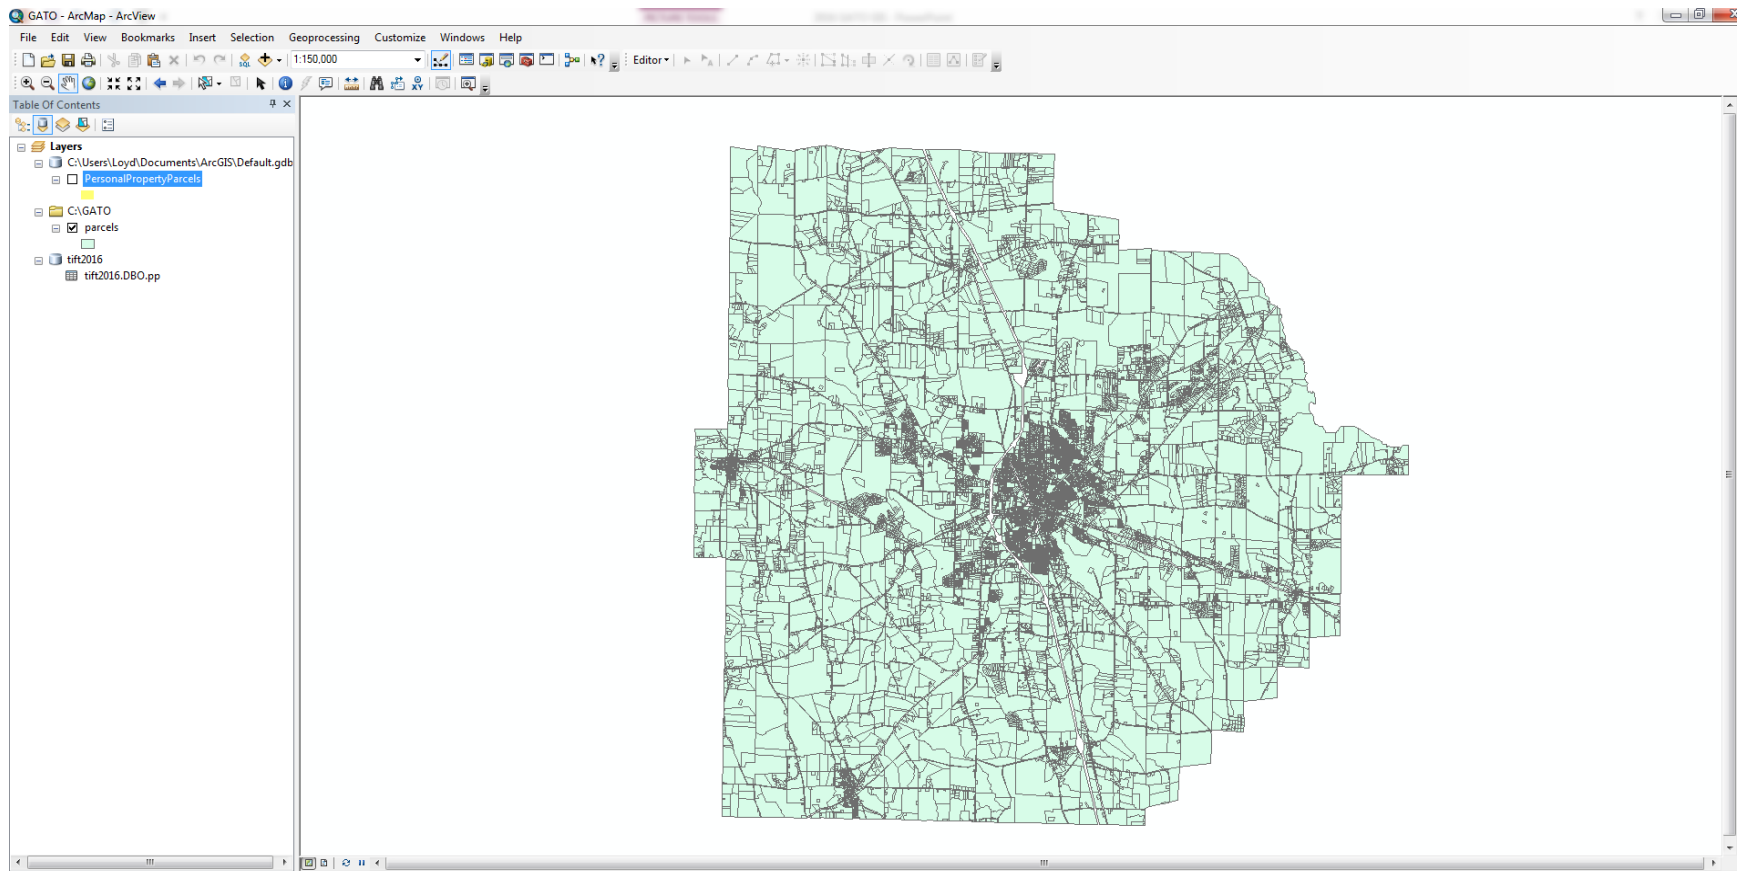 GATO - ArcMap - ArcView
File Edit View Bookmarks Insert Selection Geoprocessing Customize Windows Help
1:150,000 Editor
Table Of Contents
Layers
C:\Users\Loyd\Documents\ArcGIS\Default.gdb
PersonalPropertyParcels
C:\GATO
parcels
tift2016
tift2016.DBO.pp